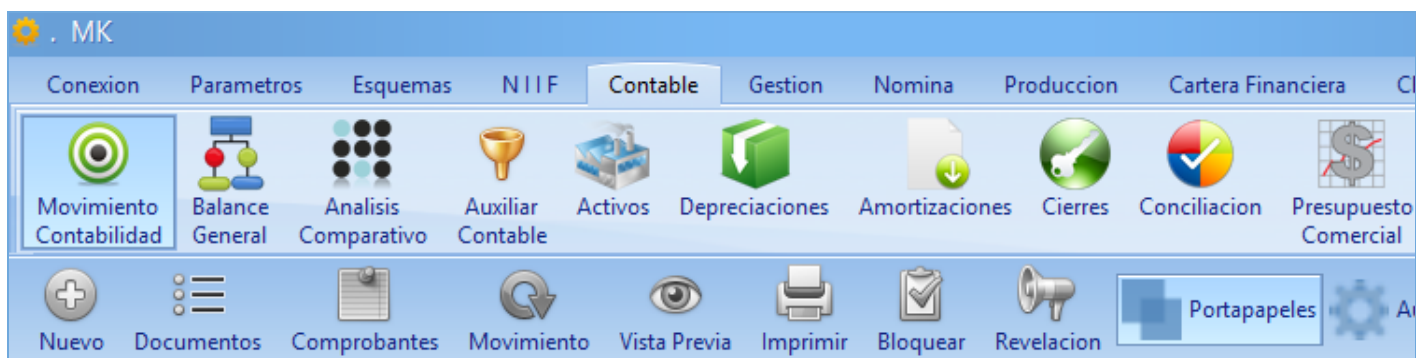 . MK
Conexion Parametros Esquemas N I I F Contable Gestion Nomina Produccion Cartera Financiera
Movimiento Balance Analisis Auxiliar Activos Depreciaciones Amortizaciones Cierres Conciliacion Presupuesto
Contabilidad General Comparativo Contable Comercial
Nuevo Documentos Comprobantes Movimiento Vista Previa Imprimir Bloquear Revelacion Portapapeles